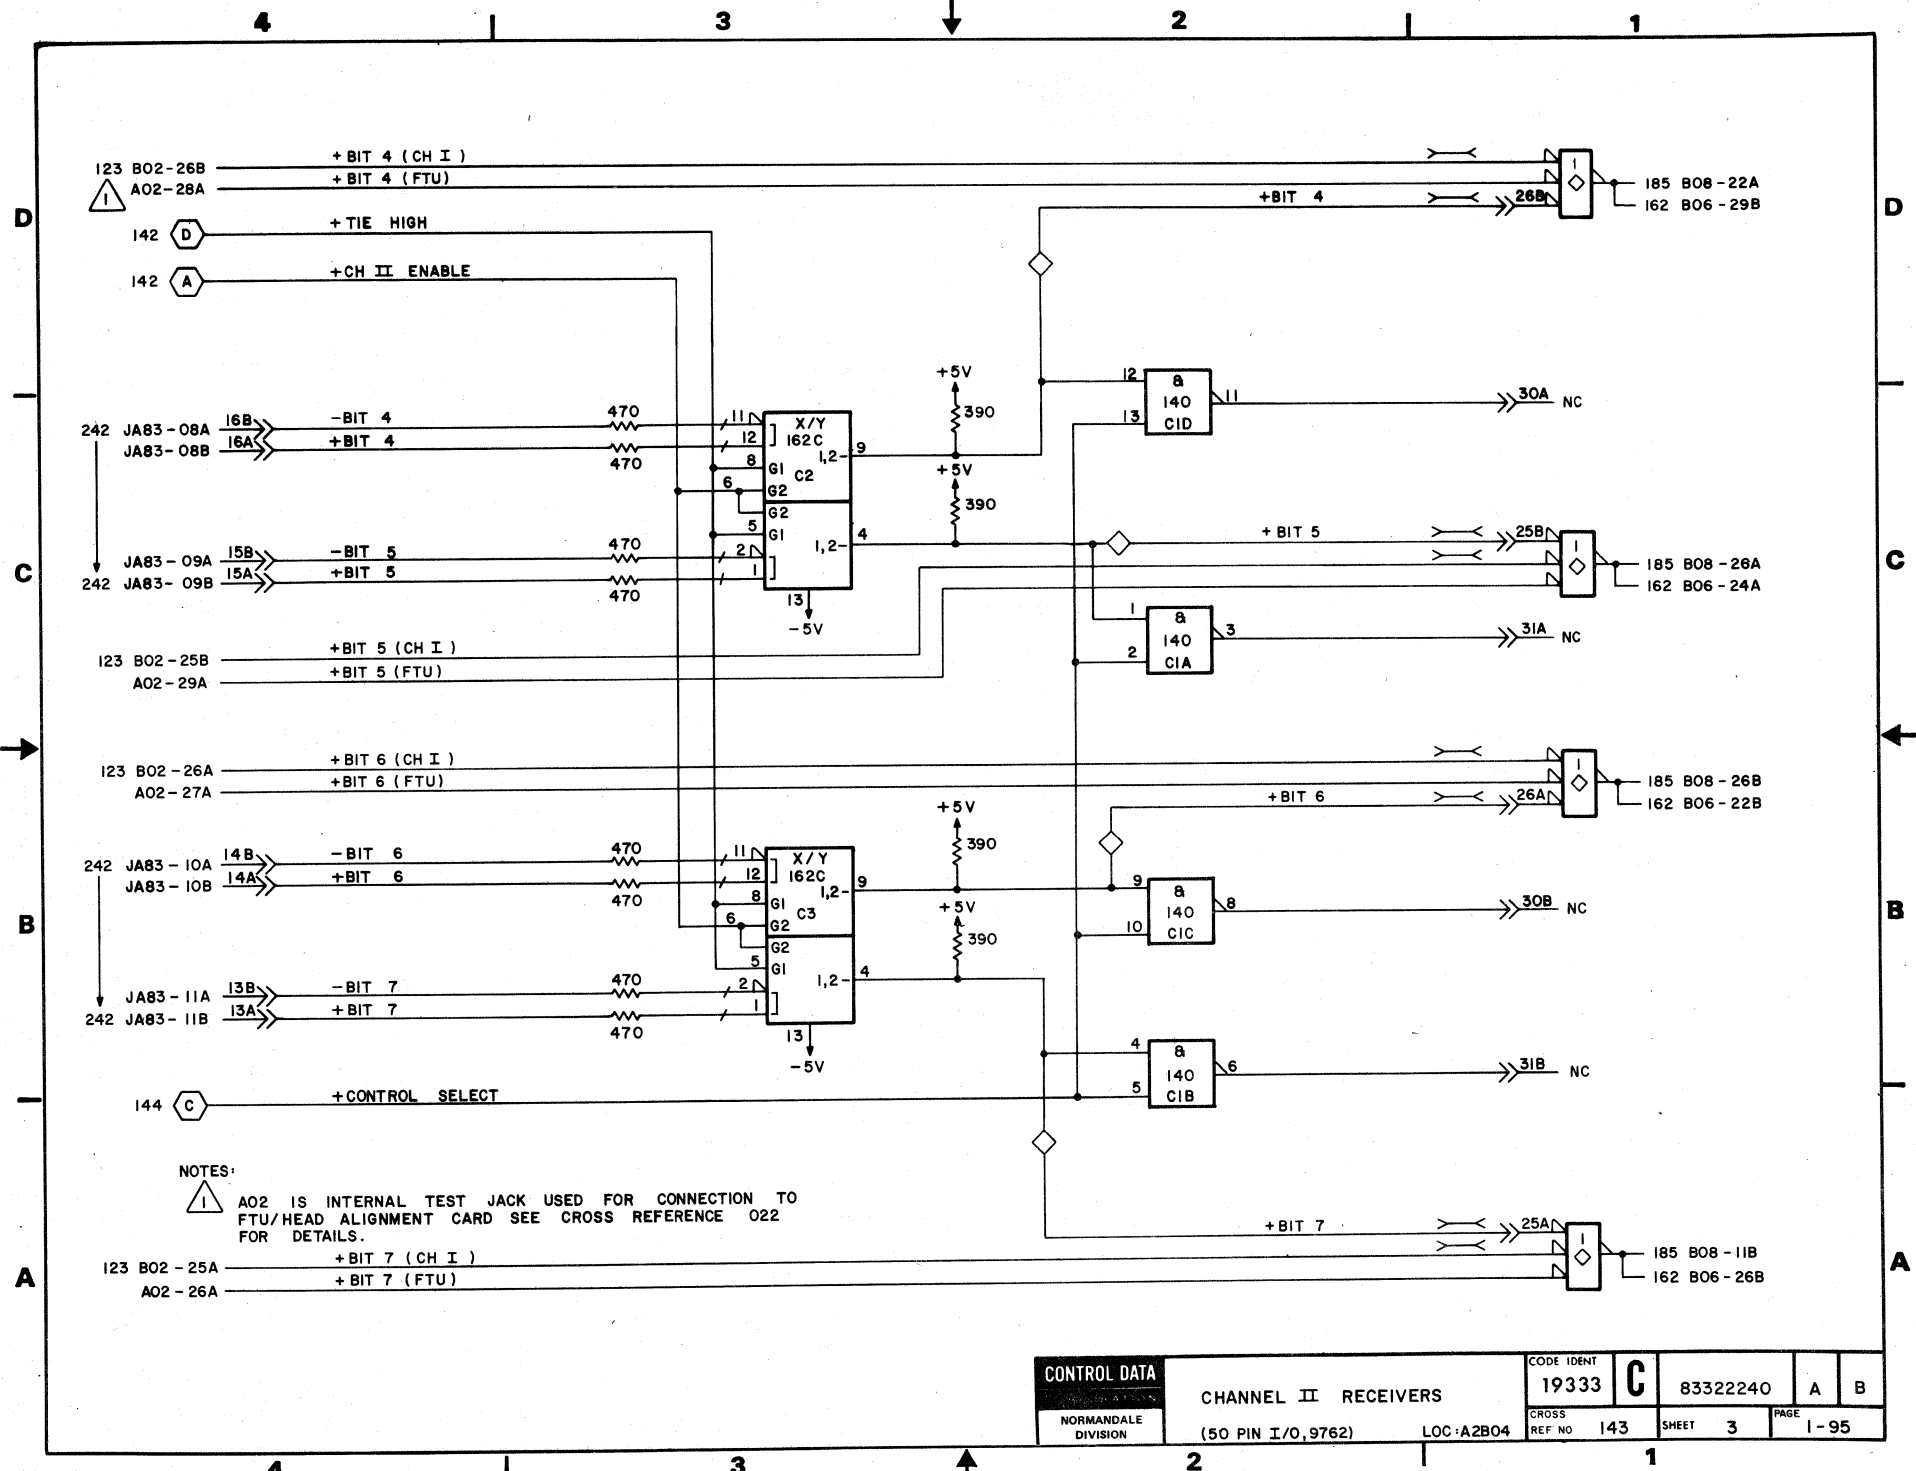 4 3 2 1
123 B02-26B +BIT 4 (CH I)
1 A02-28A +BIT 4 (FTU)
1
185 B08-22A
162 B06-29B
+BIT 4 26B
D D
142 D +TIE HIGH
142 A +CH II ENABLE
+5V
390
12 & 11 30A NC
140
13 C1D
242 JA83-08A 16B -BIT 4 470 11 X/Y
JA83-08B 16A +BIT 4 470 12 162C
1,2- 9
8 G1 C2
6 G2
+5V
390
G2
5 G1
1,2- 4
+BIT 5 25B 1
JA83-09A 15B -BIT 5 470 2
242 JA83-09B 15A +BIT 5 470 1
13
-5V
185 B08-26A
162 B06-24A
C C
1 & 3 31A NC
140
2 C1A
123 B02-25B +BIT 5 (CH I)
A02-29A +BIT 5 (FTU)
123 B02-26A +BIT 6 (CH I)
A02-27A +BIT 6 (FTU)
1
185 B08-26B
162 B06-22B
+BIT 6 26A
+5V
390
242 JA83-10A 14B -BIT 6 470 11 X/Y
JA83-10B 14A +BIT 6 470 12 162C
1,2- 9
8 G1 C3
6 G2
9 & 8 30B NC
140
10 C1C
+5V
390
B B
G2
5 G1
1,2- 4
JA83-11A 13B -BIT 7 470 2
242 JA83-11B 13A +BIT 7 470 1
13
-5V
4 & 6 31B NC
140
5 C1B
144 C +CONTROL SELECT
NOTES:
1 A02 IS INTERNAL TEST JACK USED FOR CONNECTION TO
FTU/HEAD ALIGNMENT CARD SEE CROSS REFERENCE 022
FOR DETAILS.
+BIT 7 25A 1
123 B02-25A +BIT 7 (CH I)
A02-26A +BIT 7 (FTU)
185 B08-11B
162 B06-26B
A A
CONTROL DATA
NORMANDALE
DIVISION
CHANNEL II RECEIVERS
(50 PIN I/O,9762) LOC:A2B04
CODE IDENT
19333 C 83322240 A B
CROSS
REF NO 143 SHEET 3 PAGE 1-95
4 3 2 1